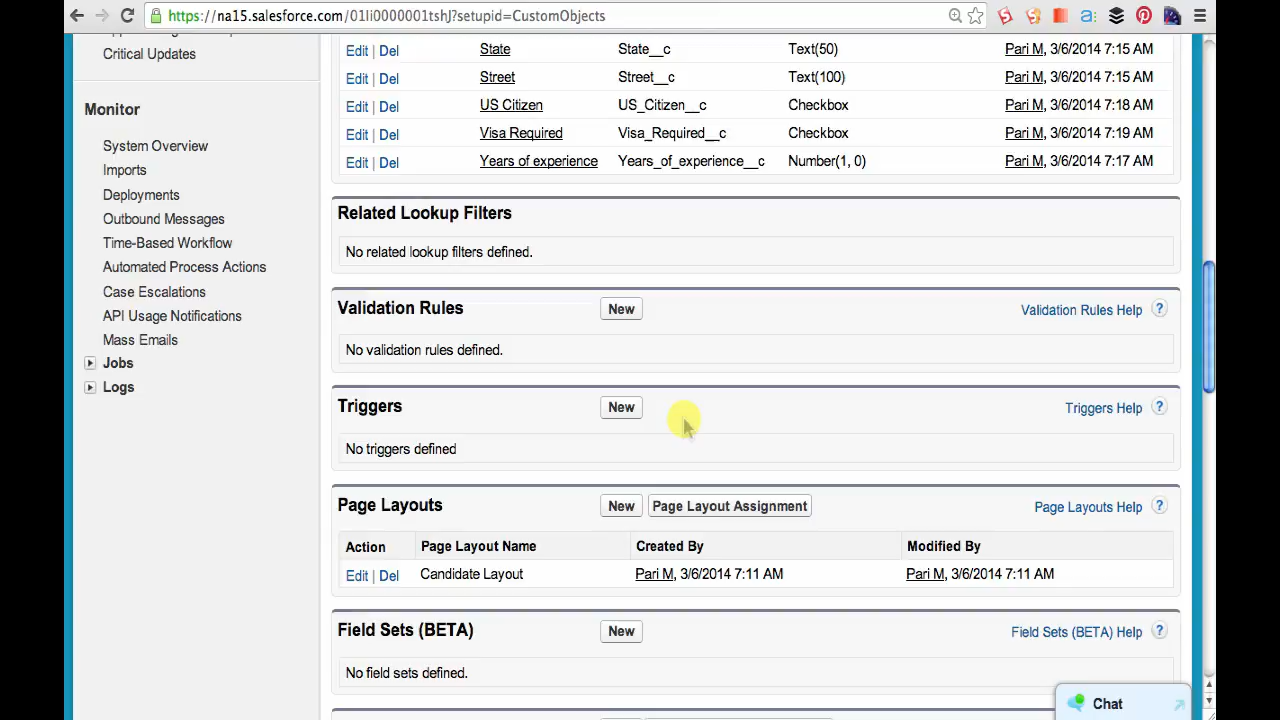 https://na15.salesforce.com/01II0000001tshJ?setupid=CustomObjects
Critical Updates
Monitor
System Overview
Imports
Deployments
Outbound Messages
Time-Based Workflow
Automated Process Actions
Case Escalations
API Usage Notifications
Mass Emails
Jobs
Logs
Edit | Del State State__c Text(50) Pari M, 3/6/2014 7:15 AM
Edit | Del Street Street__c Text(100) Pari M, 3/6/2014 7:15 AM
Edit | Del US Citizen US_Citizen__c Checkbox Pari M, 3/6/2014 7:18 AM
Edit | Del Visa Required Visa_Required__c Checkbox Pari M, 3/6/2014 7:19 AM
Edit | Del Years of experience Years_of_experience__c Number(1, 0) Pari M, 3/6/2014 7:17 AM
Related Lookup Filters
No related lookup filters defined.
Validation Rules New Validation Rules Help ?
No validation rules defined.
Triggers New Triggers Help ?
No triggers defined
Page Layouts New Page Layout Assignment Page Layouts Help ?
Action Page Layout Name Created By Modified By
Edit | Del Candidate Layout Pari M, 3/6/2014 7:11 AM Pari M, 3/6/2014 7:11 AM
Field Sets (BETA) New Field Sets (BETA) Help ?
No field sets defined.
Chat